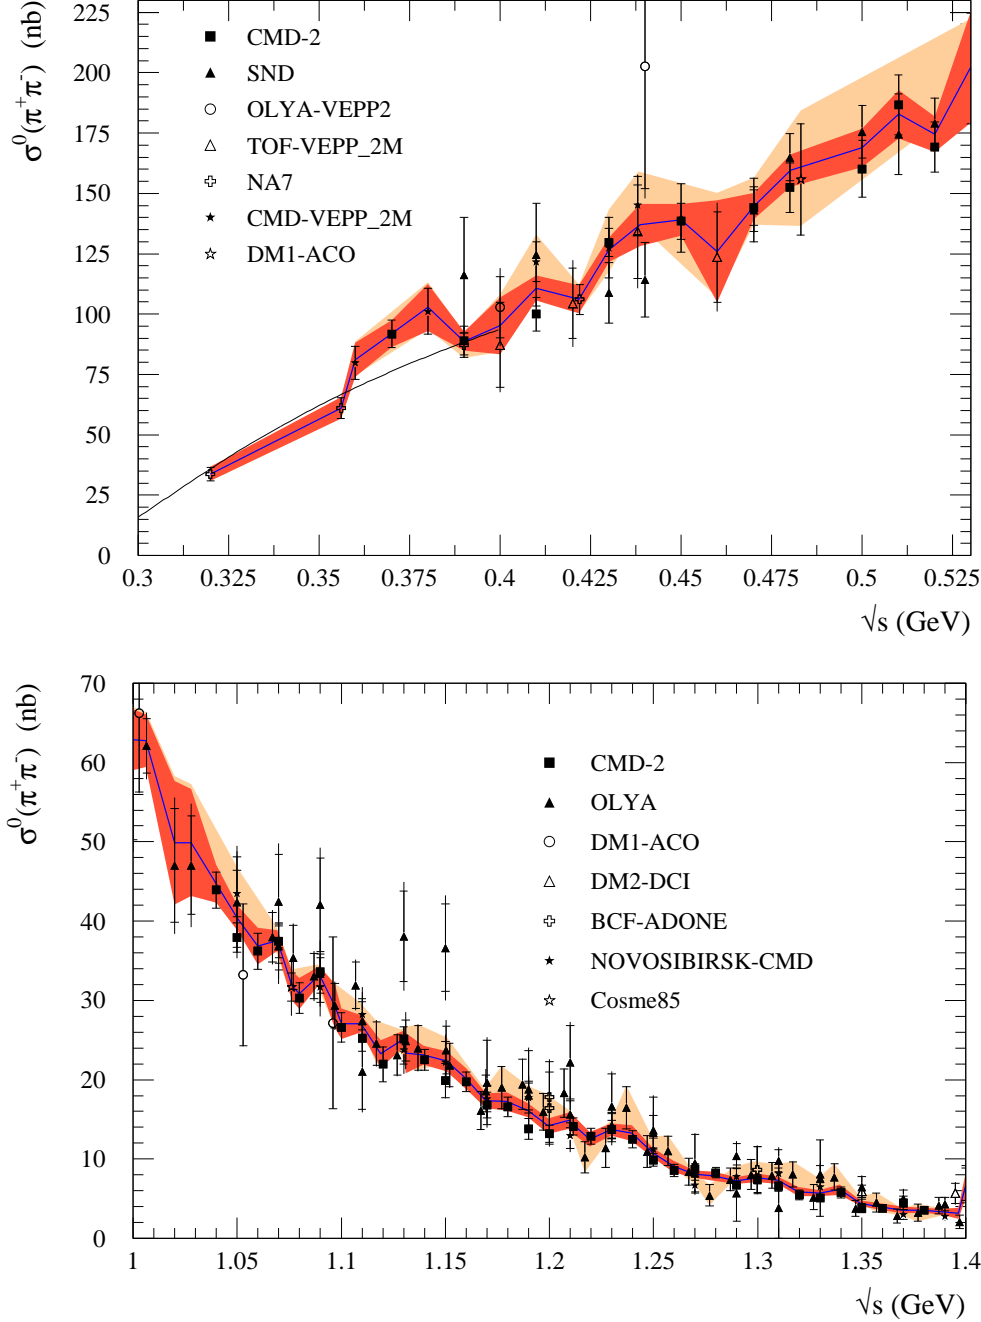 σ⁰(π⁺π⁻) (nb)
225
200
175
150
125
100
75
50
25
0
CMD-2
SND
OLYA-VEPP2
TOF-VEPP_2M
NA7
CMD-VEPP_2M
DM1-ACO
0.3 0.325 0.35 0.375 0.4 0.425 0.45 0.475 0.5 0.525
√s (GeV)
σ⁰(π⁺π⁻) (nb)
70
60
50
40
30
20
10
0
CMD-2
OLYA
DM1-ACO
DM2-DCI
BCF-ADONE
NOVOSIBIRSK-CMD
Cosme85
1 1.05 1.1 1.15 1.2 1.25 1.3 1.35 1.4
√s (GeV)